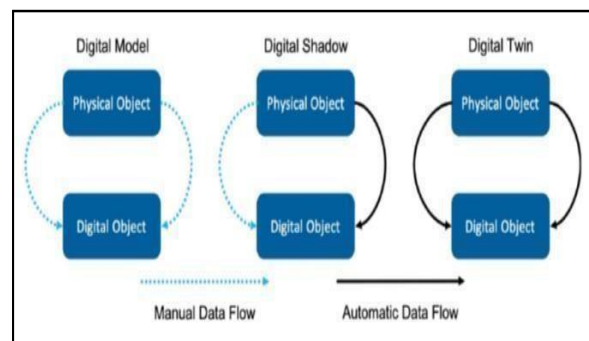 Digital Model Digital Shadow Digital Twin
Physical Object Physical Object Physical Object
Digital Object Digital Object Digital Object
Manual Data Flow Automatic Data Flow